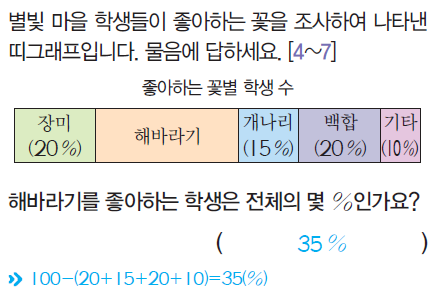 별빛 마을 학생들이 좋아하는 꽃을 조사하여 나타낸
띠그래프입니다. 물음에 답하세요. [4~7]
좋아하는 꽃별 학생 수
장미 해바라기 개나리 백합 기타
(20%) (15%) (20%) (10%)
해바라기를 좋아하는 학생은 전체의 몇 %인가요?
( 35 % )
» 100-(20+15+20+10)=35(%)